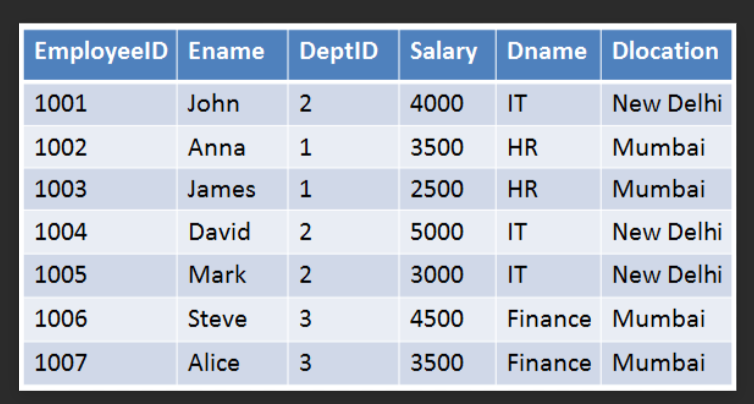 EmployeeID Ename DeptID Salary Dname Dlocation
1001 John 2 4000 IT New Delhi
1002 Anna 1 3500 HR Mumbai
1003 James 1 2500 HR Mumbai
1004 David 2 5000 IT New Delhi
1005 Mark 2 3000 IT New Delhi
1006 Steve 3 4500 Finance Mumbai
1007 Alice 3 3500 Finance Mumbai